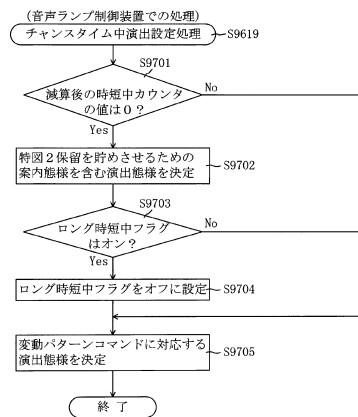 (音声ランプ制御装置での処理)
チャンスタイム中演出設定処理
S9619
S9701
減算後の時短中カウンタ
の値は0?
No
Yes
特図2保留を貯めさせるための
案内態様を含む演出態様を決定
S9702
S9703
ロング時短中フラグ
はオン?
No
Yes
ロング時短中フラグをオフに設定
S9704
変動パターンコマンドに対応する
演出態様を決定
S9705
終了